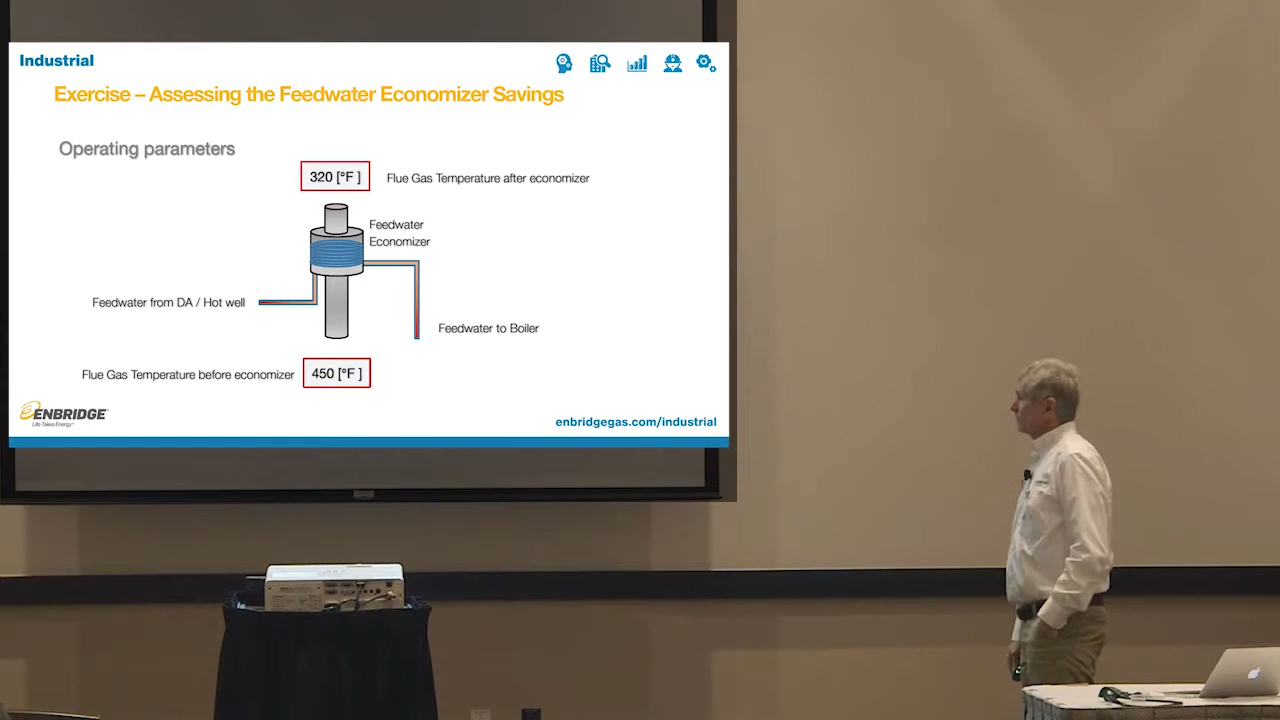 Industrial
Exercise – Assessing the Feedwater Economizer Savings
Operating parameters
320 [°F ]
Flue Gas Temperature after economizer
Feedwater
Economizer
Feedwater from DA / Hot well
Feedwater to Boiler
Flue Gas Temperature before economizer
450 [°F ]
ENBRIDGE
Life Takes Energy™
enbridgegas.com/industrial